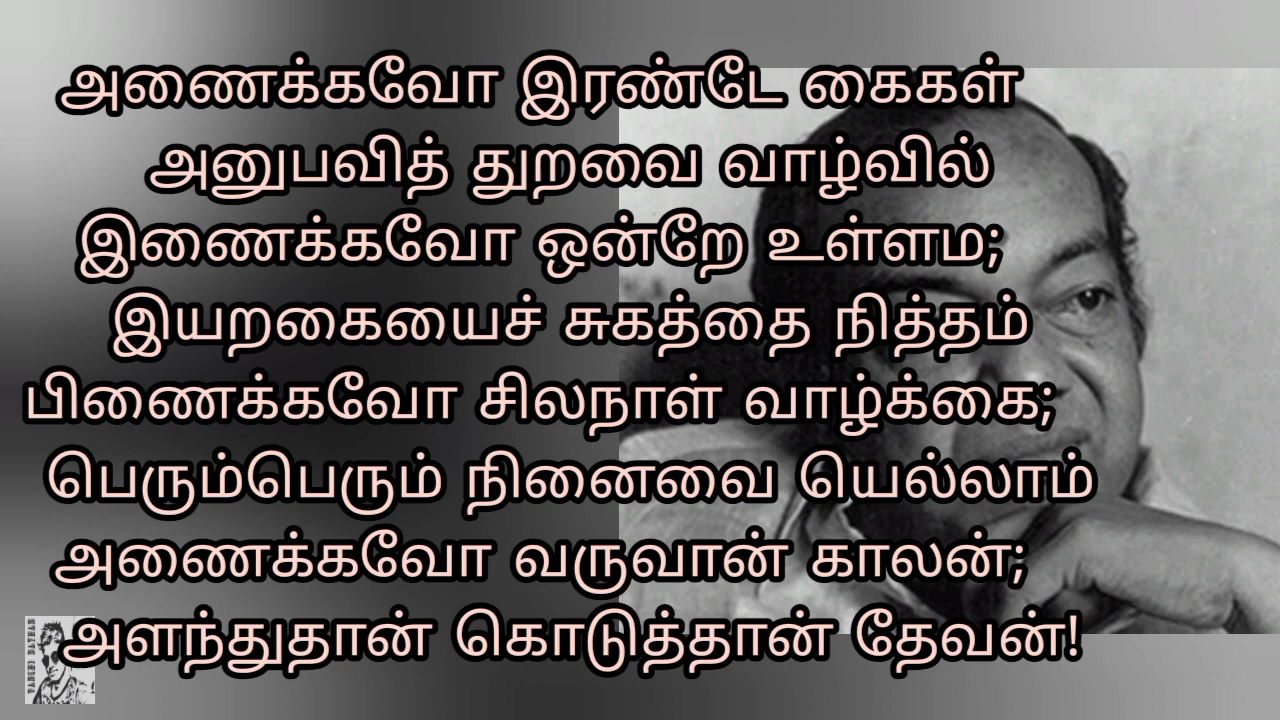 அணைக்கவோ இரண்டே கைகள்
அனுபவித் துறவை வாழ்வில்
இணைக்கவோ ஒன்றே உள்ளம;
இயறகையைச் சுகத்தை நித்தம்
பிணைக்கவோ சிலநாள் வாழ்க்கை;
பெரும்பெரும் நினைவை யெல்லாம்
அணைக்கவோ வருவான் காலன்;
அளந்துதான் கொடுத்தான் தேவன்!